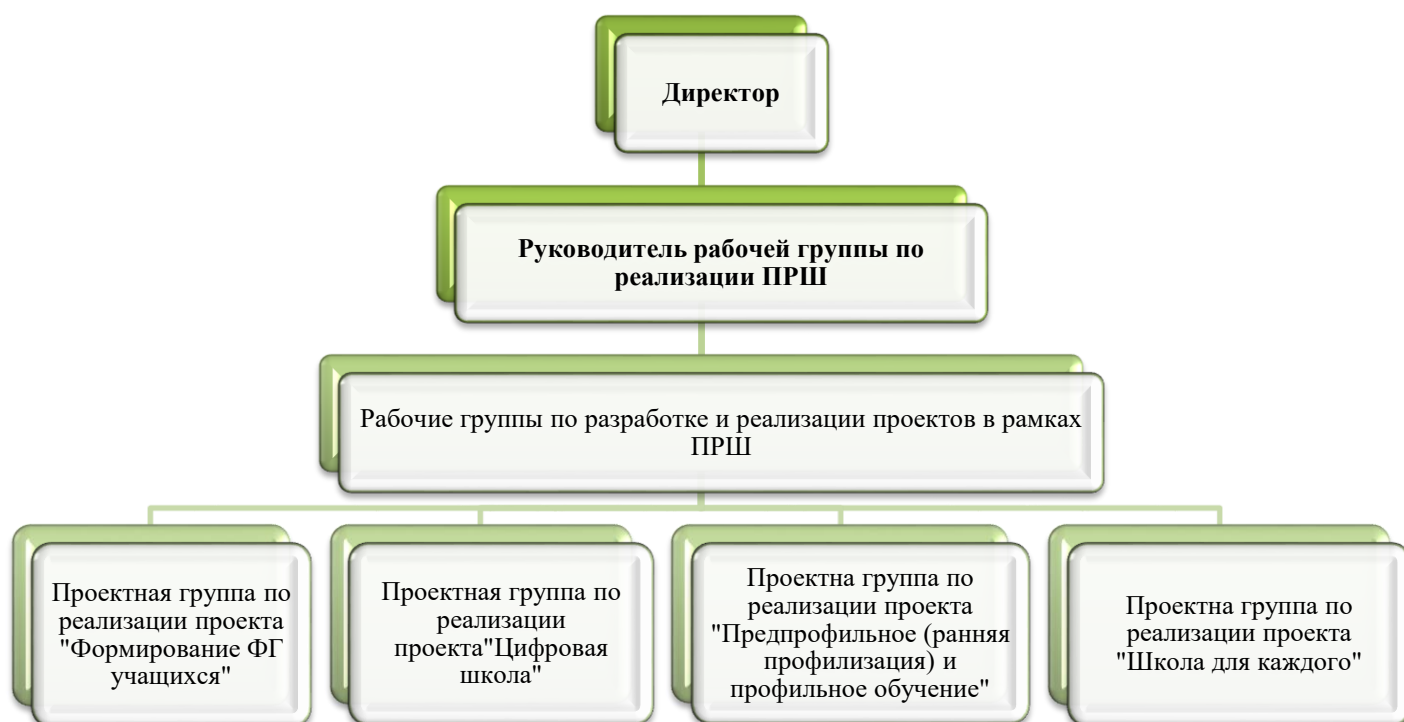 Директор
Руководитель рабочей группы по
реализации ПРШ
Рабочие группы по разработке и реализации проектов в рамках
ПРШ
Проектная группа по
реализации проекта
"Формирование ФГ
учащихся"
Проектная группа по
реализации
проекта"Цифровая
школа"
Проектна группа по
реализации проекта
"Предпрофильное (ранняя
профилизация) и
профильное обучение"
Проектна группа по
реализации проекта
"Школа для каждого"